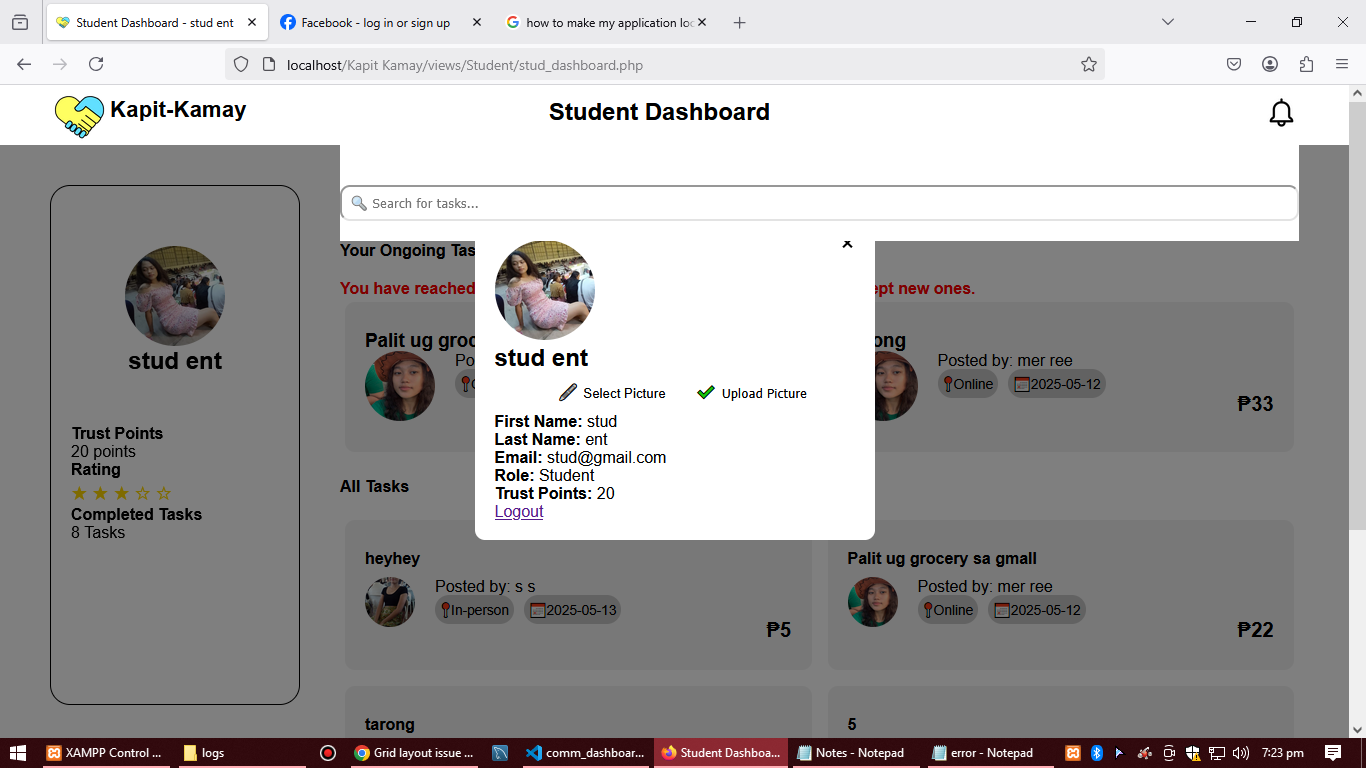 Student Dashboard - stud ent
Facebook - log in or sign up
how to make my application loc
localhost/Kapit Kamay/views/Student/stud_dashboard.php
Kapit-Kamay
Student Dashboard
Search for tasks...
stud ent
Trust Points
20 points
Rating
★ ★ ★ ☆ ☆
Completed Tasks
8 Tasks
Your Ongoing Tas
You have reached
ept new ones.
Palit ug groc
Po
ong
Posted by: mer ree
Online
2025-05-12
₱33
×
stud ent
Select Picture
Upload Picture
First Name: stud
Last Name: ent
Email: stud@gmail.com
Role: Student
Trust Points: 20
Logout
All Tasks
heyhey
Posted by: s s
In-person
2025-05-13
₱5
Palit ug grocery sa gmall
Posted by: mer ree
Online
2025-05-12
₱22
tarong
5
XAMPP Control ...
logs
Grid layout issue ...
comm_dashboar...
Student Dashboa...
Notes - Notepad
error - Notepad
7:23 pm